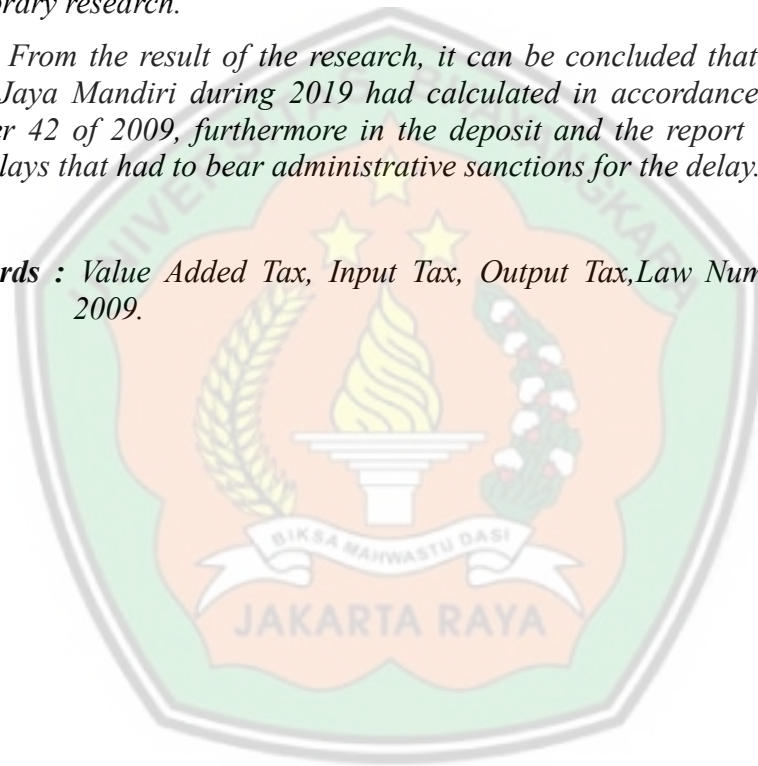 orary research.
From the result of the research, it can be concluded that
Jaya Mandiri during 2019 had calculated in accordance
er 42 of 2009, furthermore in the deposit and the report
lays that had to bear administrative sanctions for the delay.
rds : Value Added Tax, Input Tax, Output Tax,Law Num
2009.
UNIVERSITAS BHAYANGKARA
BIKSA MAHWASTU DASI
JAKARTA RAYA